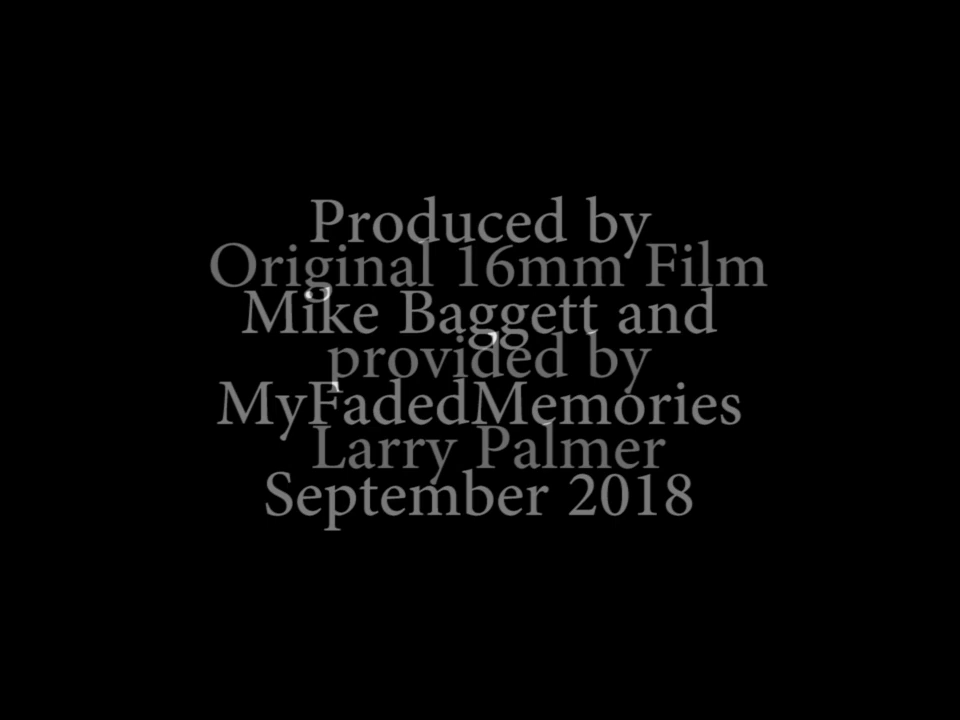 Produced by
Original 16mm Film
Mike Baggett and
provided by
MyFadedMemories
Larry Palmer
September 2018